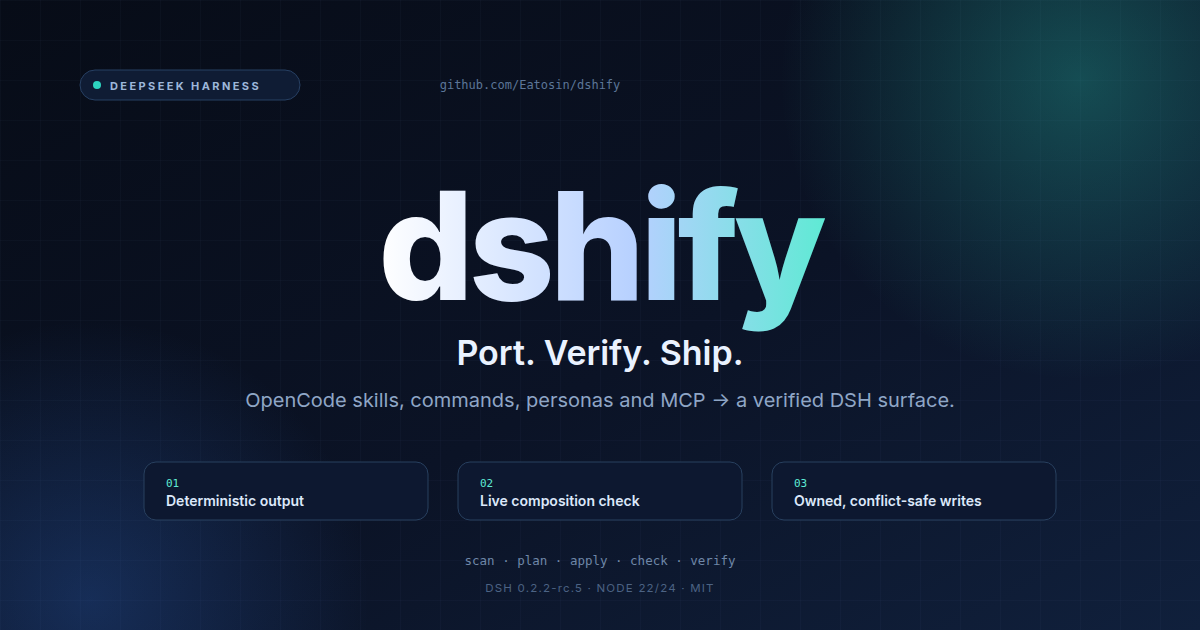 DEEPSEEK HARNESS
github.com/Eatosin/dshify
dshify
Port. Verify. Ship.
OpenCode skills, commands, personas and MCP → a verified DSH surface.
01
Deterministic output
02
Live composition check
03
Owned, conflict-safe writes
scan · plan · apply · check · verify
DSH 0.2.2-rc.5 · NODE 22/24 · MIT